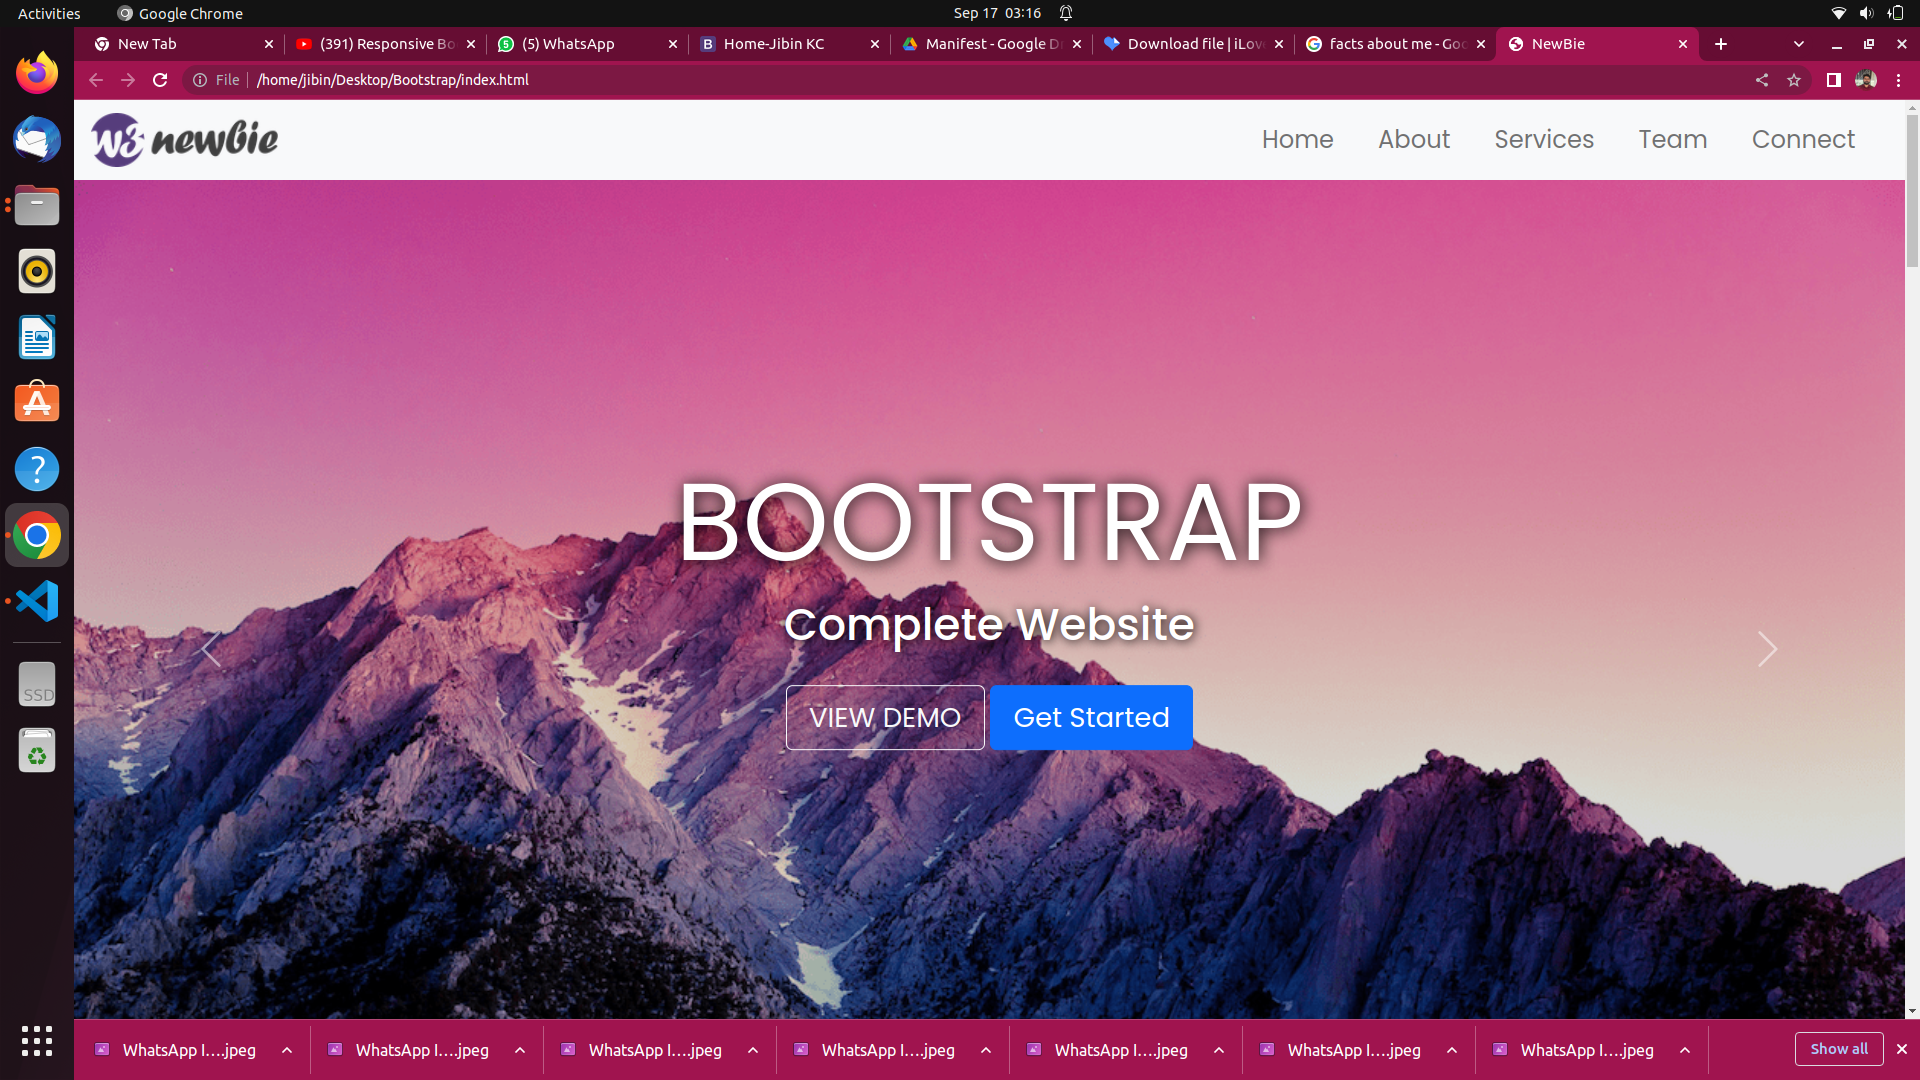 Activities
Google Chrome
Sep 17 03:16
New Tab
(391) Responsive Bo
(5) WhatsApp
Home-Jibin KC
Manifest - Google D
Download file | iLov
facts about me - Goo
NewBie
File
/home/jibin/Desktop/Bootstrap/index.html
W3 newbie
Home
About
Services
Team
Connect
BOOTSTRAP
Complete Website
VIEW DEMO
Get Started
SSD
WhatsApp I....jpeg
WhatsApp I....jpeg
WhatsApp I....jpeg
WhatsApp I....jpeg
WhatsApp I....jpeg
WhatsApp I....jpeg
WhatsApp I....jpeg
Show all